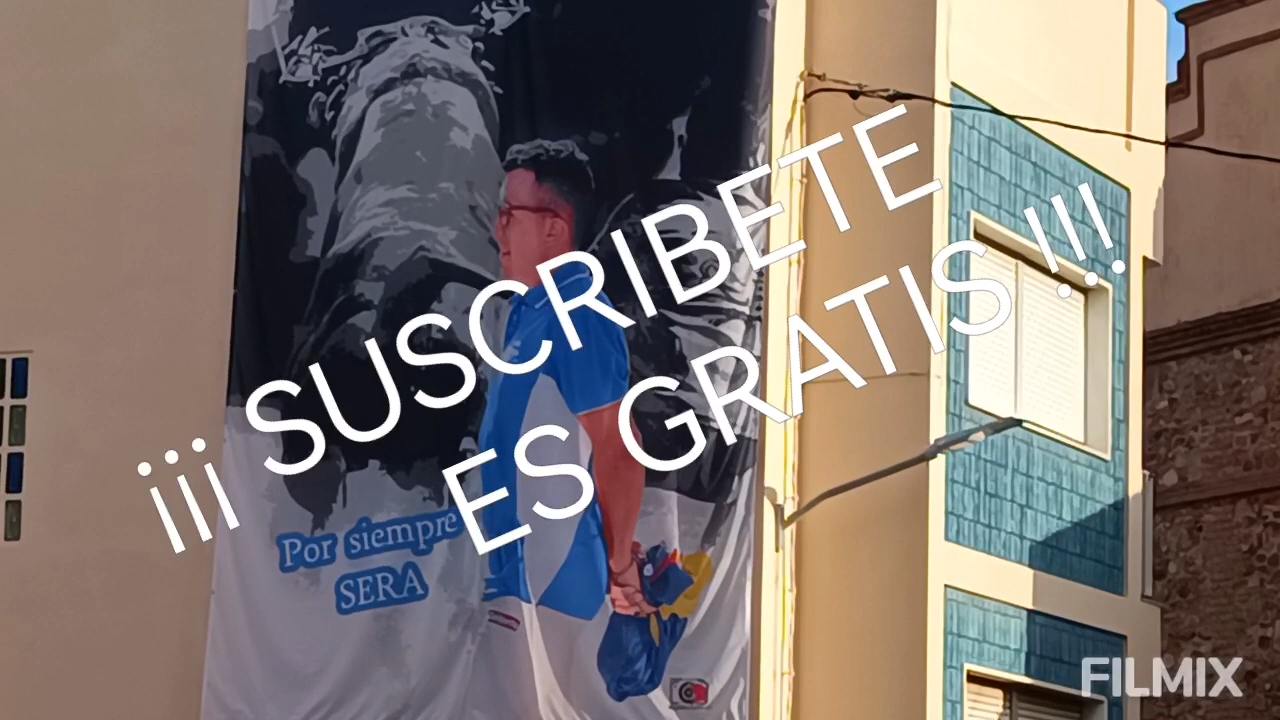 ¡¡¡ SUSCRIBETE
ES GRATIS !!!
Por siempre
SERA
FILMIX